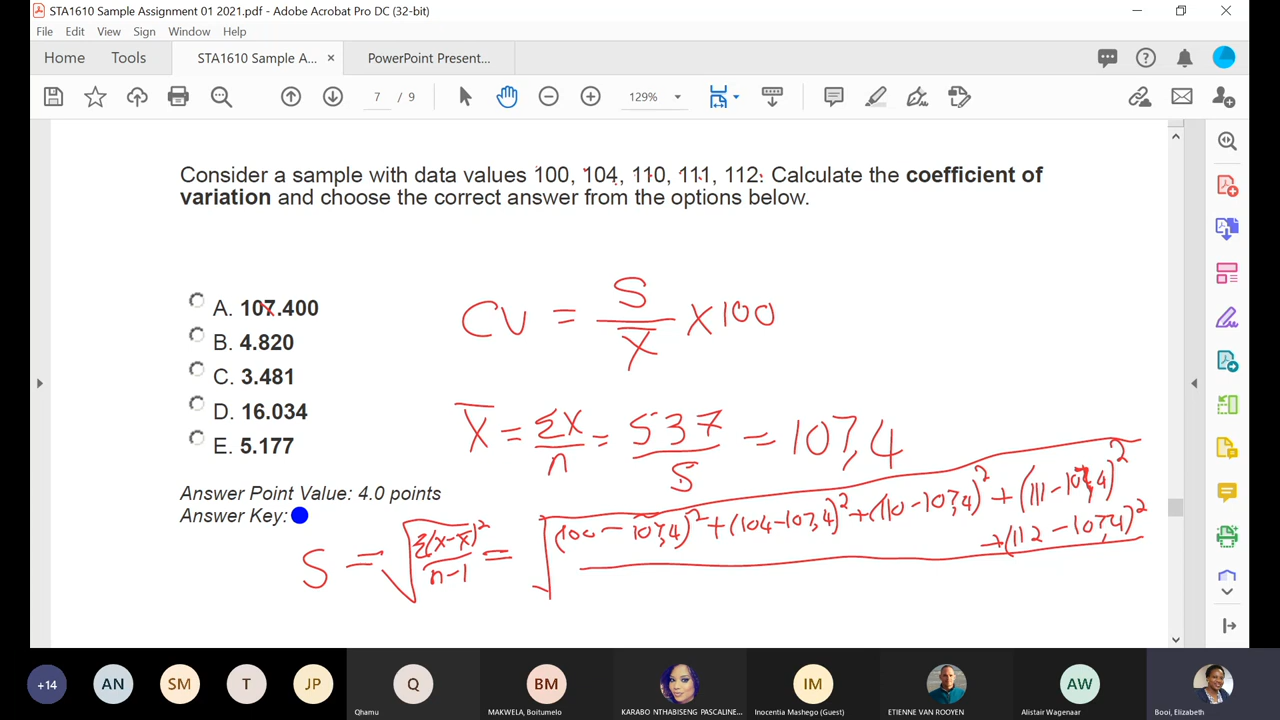 STA1610 Sample Assignment 01 2021.pdf - Adobe Acrobat Pro DC (32-bit)
File Edit View Sign Window Help
Home Tools STA1610 Sample A... × PowerPoint Present...
7 / 9 129%
Consider a sample with data values 100, 104, 110, 111, 112. Calculate the coefficient of
variation and choose the correct answer from the options below.
A. 107.400
B. 4.820
C. 3.481
D. 16.034
E. 5.177
CV = S/X̅ ×100
X̅ = ΣX/n = 537/5 = 107,4
Answer Point Value: 4.0 points
Answer Key:
S = √(Σ(x-x̅)²/n-1) = √(100-107,4)²+(104-107,4)²+(110-107,4)²+(111-107,4)²
+(112-107,4)²
+14 AN SM T JP Q BM IM AW
Qhamu MAKWELA, Boitumelo KARABO NTHABISENG PASCALINE... Inocentia Mashego (Guest) ETIENNE VAN ROOYEN Alistair Wagenaar Booi, Elizabeth